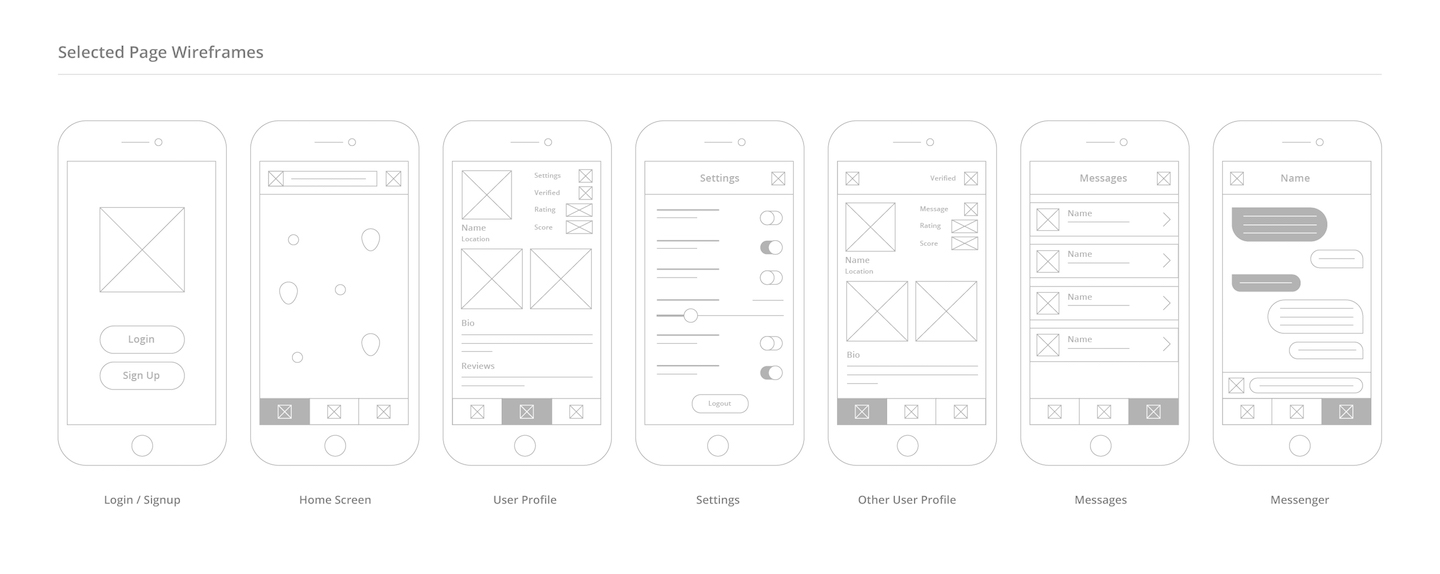 Selected Page Wireframes
Login
Sign Up
Login / Signup
Home Screen
Settings
Verified
Rating
Score
Name
Location
Bio
Reviews
User Profile
Settings
Logout
Settings
Verified
Message
Rating
Score
Name
Location
Bio
Other User Profile
Messages
Name
Name
Name
Name
Messages
Name
Messenger